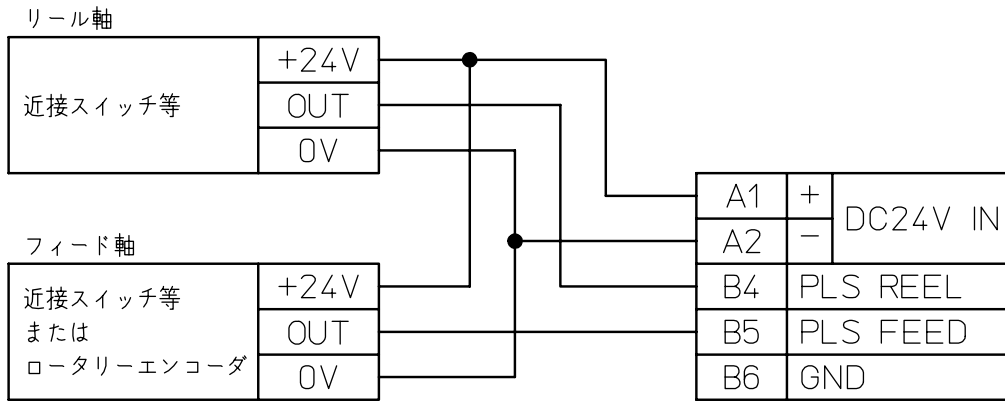 リール軸
近接スイッチ等
+24V
OUT
0V
フィード軸
近接スイッチ等
または
ロータリーエンコーダ
+24V
OUT
0V
A1 + DC24V IN
A2 −
B4 PLS REEL
B5 PLS FEED
B6 GND